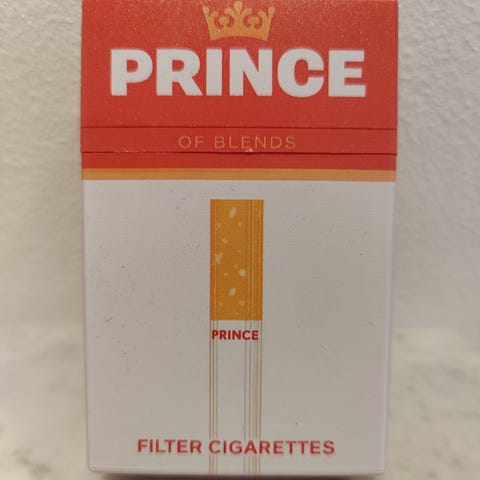 PRINCE
OF BLENDS
PRINCE
FILTER CIGARETTES